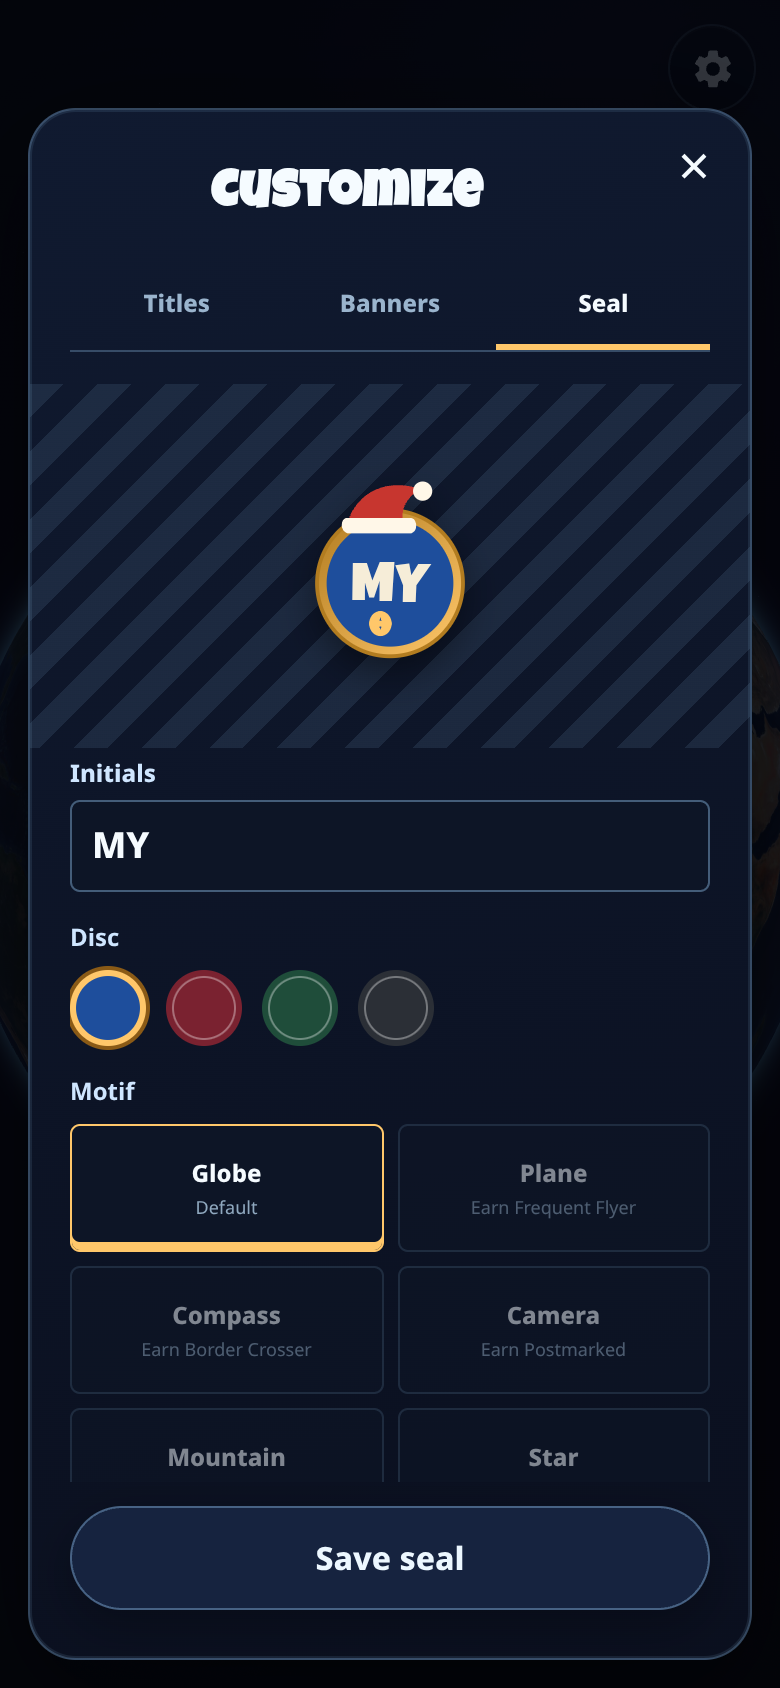 CUSTOMIZE
Titles
Banners
Seal
MY
Initials
MY
Disc
Motif
Globe
Default
Plane
Earn Frequent Flyer
Compass
Earn Border Crosser
Camera
Earn Postmarked
Mountain
Star
Save seal